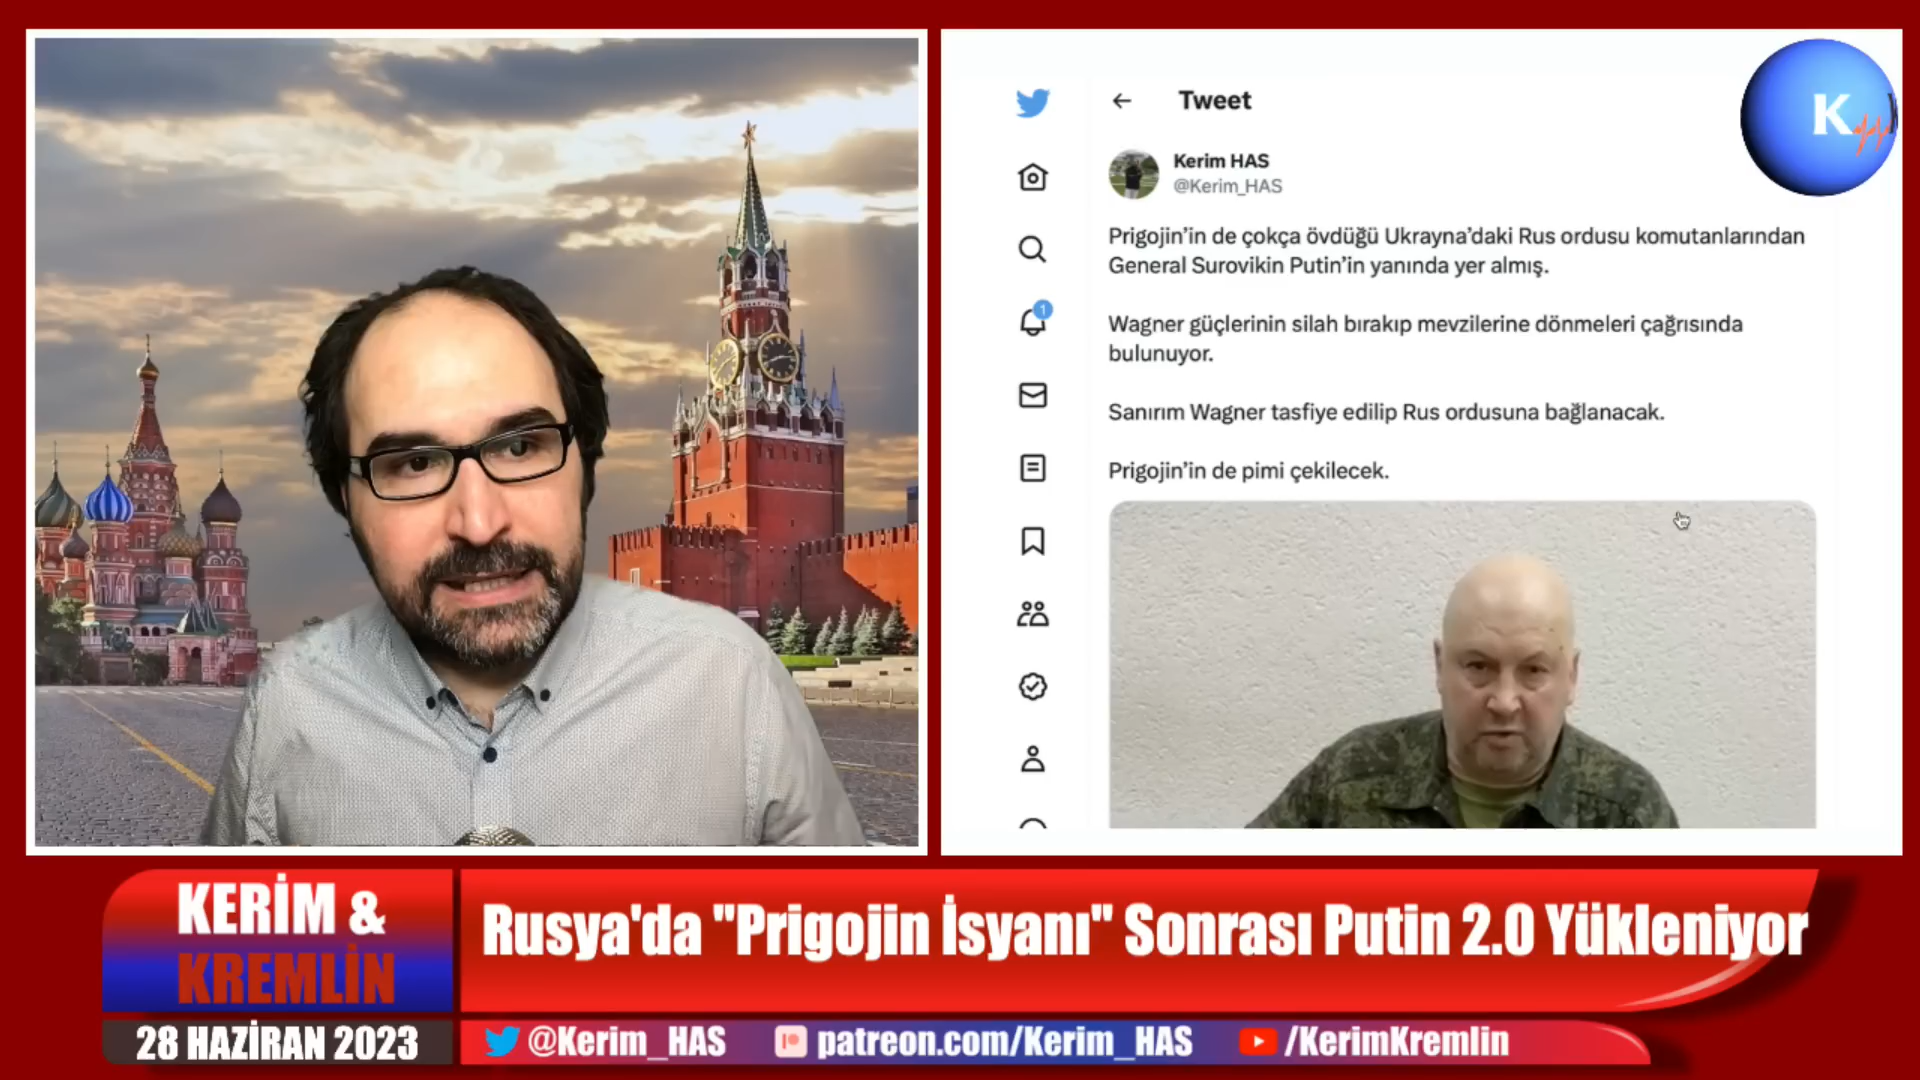 Tweet
Kerim HAS
@Kerim_HAS
Prigojin'in de çokça övdüğü Ukrayna'daki Rus ordusu komutanlarından
General Surovikin Putin'in yanında yer almış.
Wagner güçlerinin silah bırakıp mevzilerine dönmeleri çağrısında
bulunuyor.
Sanırım Wagner tasfiye edilip Rus ordusuna bağlanacak.
Prigojin'in de pimi çekilecek.
1
K
KERİM &
KREMLİN
28 HAZİRAN 2023
Rusya'da "Prigojin İsyanı" Sonrası Putin 2.0 Yükleniyor
@Kerim_HAS patreon.com/Kerim_HAS /KerimKremlin